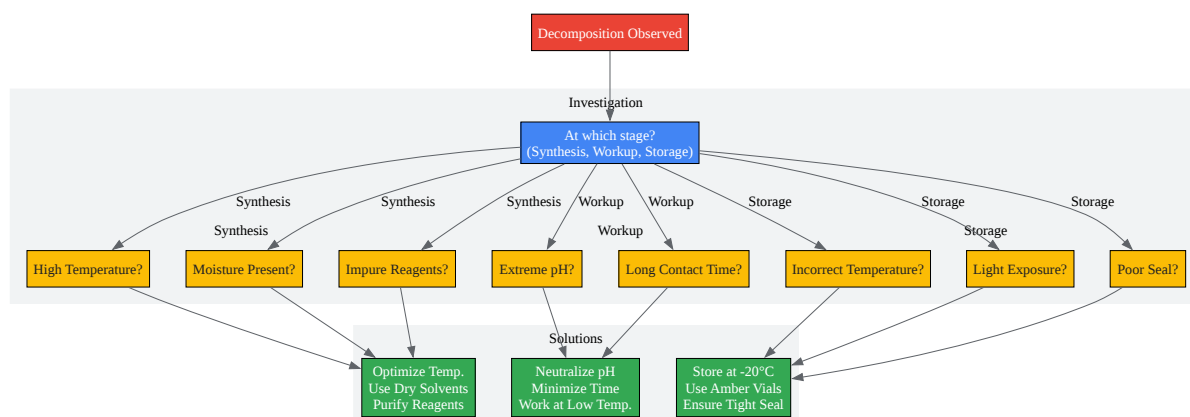 Decomposition Observed
Investigation
At which stage?
(Synthesis, Workup, Storage)
Synthesis
Synthesis
Synthesis
Workup
Workup
Storage
Storage
Storage
Synthesis
Workup
Storage
High Temperature?
Moisture Present?
Impure Reagents?
Extreme pH?
Long Contact Time?
Incorrect Temperature?
Light Exposure?
Poor Seal?
Solutions
Optimize Temp.
Use Dry Solvents
Purify Reagents
Neutralize pH
Minimize Time
Work at Low Temp.
Store at -20°C
Use Amber Vials
Ensure Tight Seal